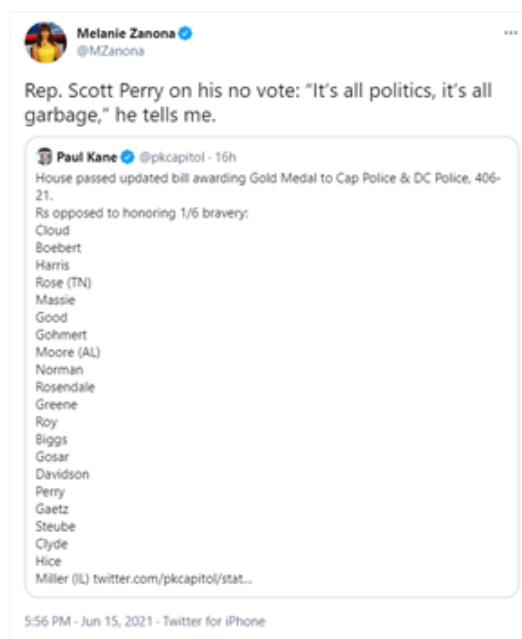 Melanie Zanona
@MZanona
Rep. Scott Perry on his no vote: “It’s all politics, it’s all
garbage,” he tells me.
Paul Kane @pkcapitol · 16h
House passed updated bill awarding Gold Medal to Cap Police & DC Police, 406-
21.
Rs opposed to honoring 1/6 bravery:
Cloud
Boebert
Harris
Rose (TN)
Massie
Good
Gohmert
Moore (AL)
Norman
Rosendale
Greene
Roy
Biggs
Gosar
Davidson
Perry
Gaetz
Steube
Clyde
Hice
Miller (IL) twitter.com/pkcapitol/stat...
5:56 PM · Jun 15, 2021 · Twitter for iPhone